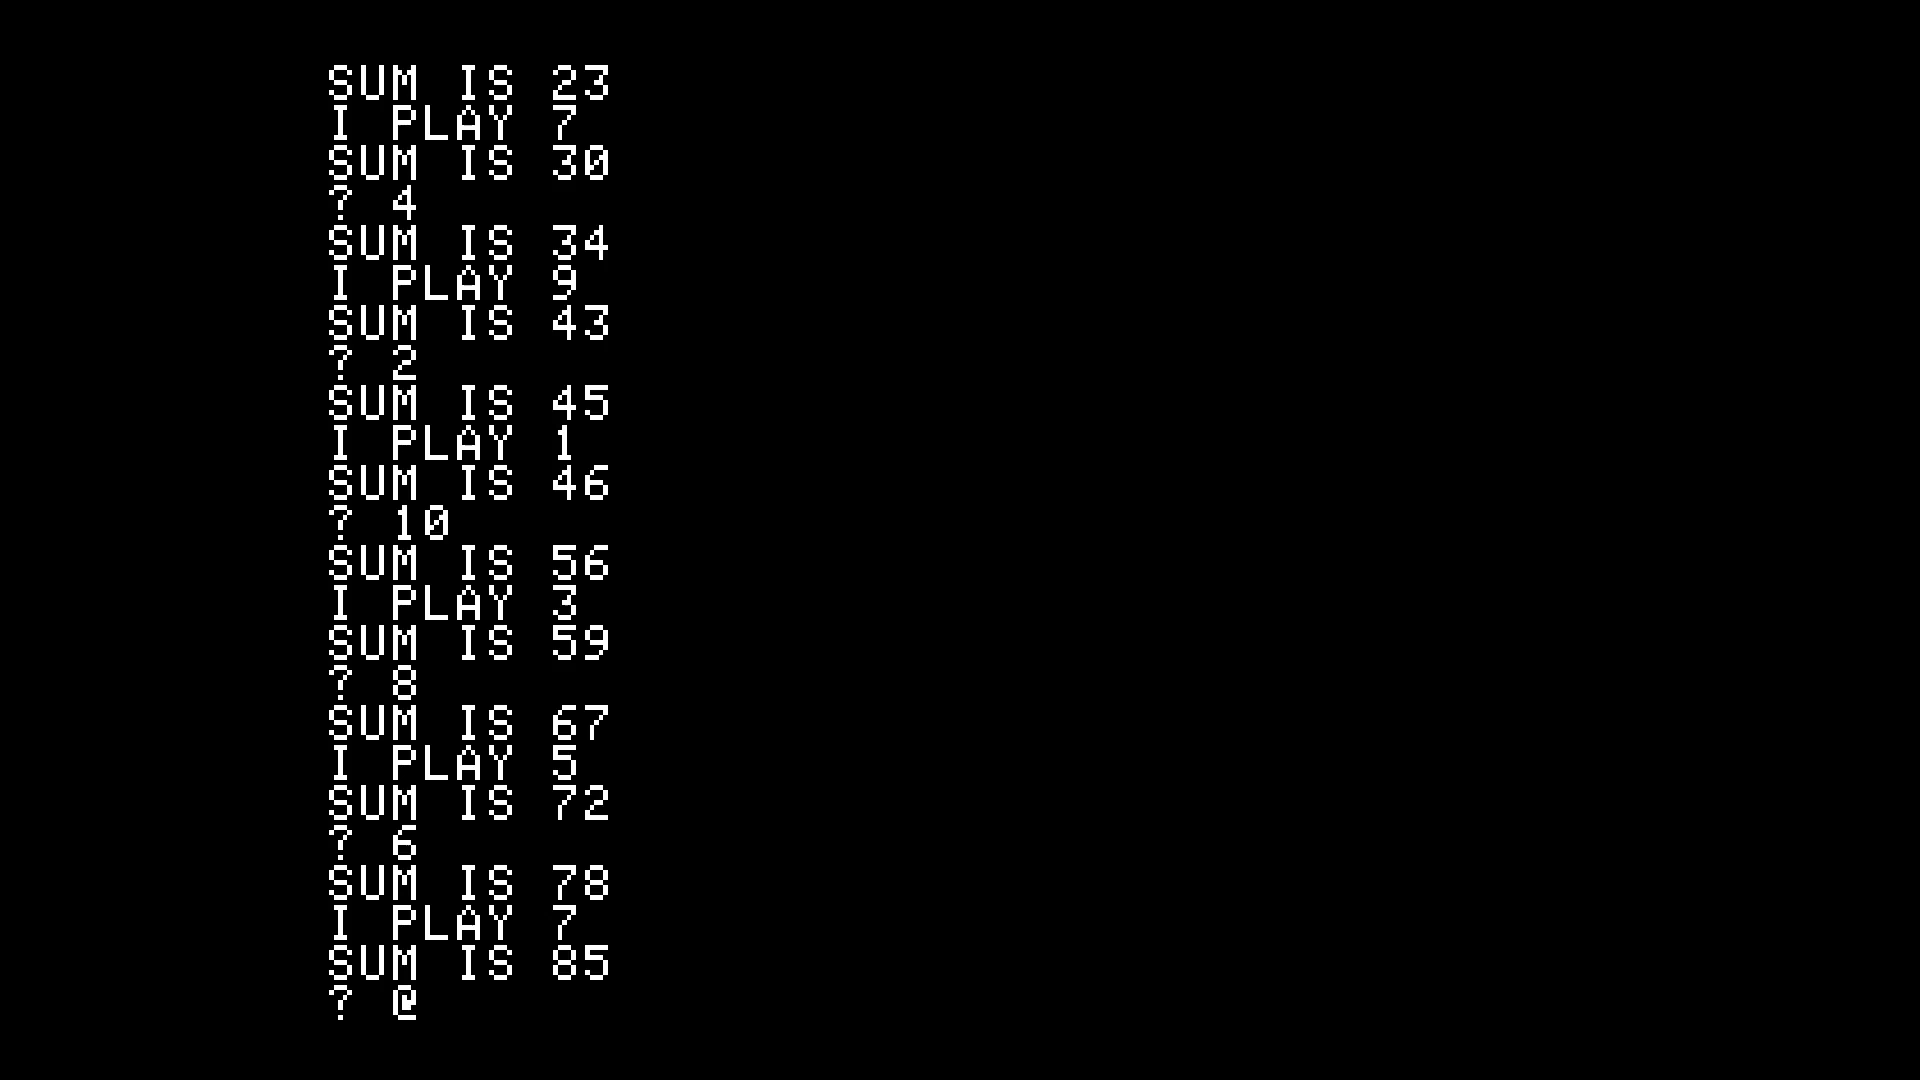 SUM IS 23
I PLAY 7
SUM IS 30
? 4
SUM IS 34
I PLAY 9
SUM IS 43
? 2
SUM IS 45
I PLAY 1
SUM IS 46
? 10
SUM IS 56
I PLAY 3
SUM IS 59
? 8
SUM IS 67
I PLAY 5
SUM IS 72
? 6
SUM IS 78
I PLAY 7
SUM IS 85
? @